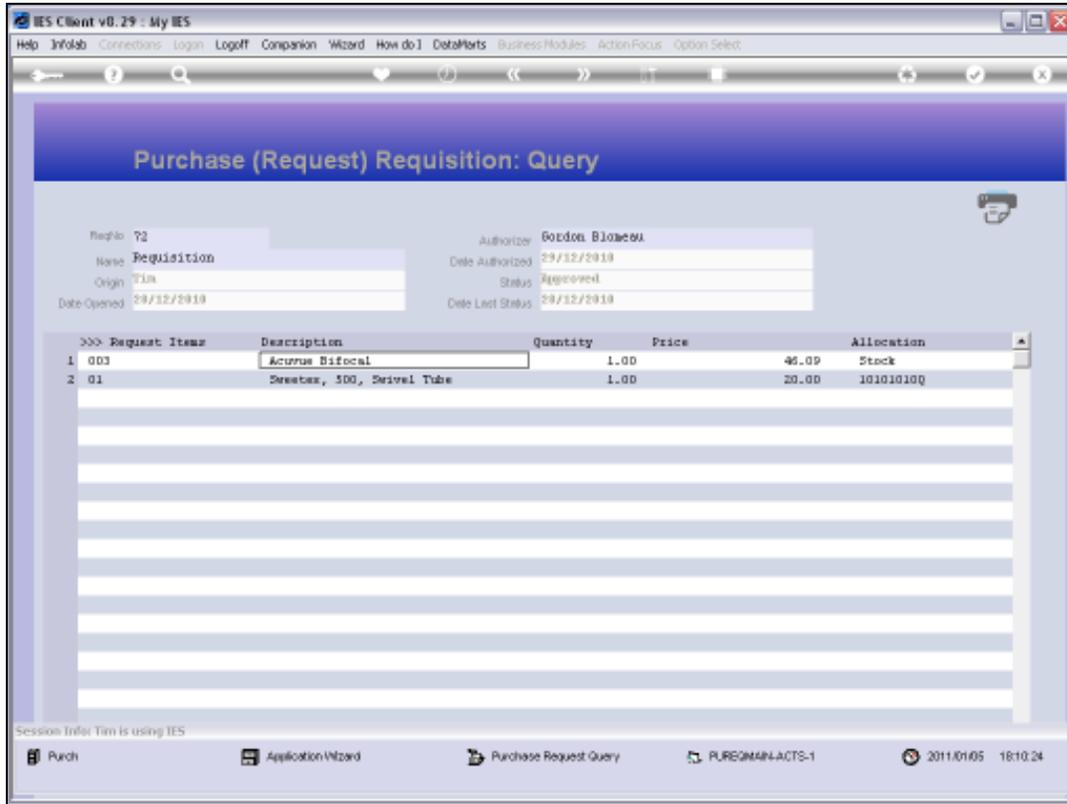 IES Client v8.29 : My IES
Help Infolab Connections Logon Logoff Companion Wizard How do I DataMarts Business Modules Action Focus Option Select
Purchase (Request) Requisition: Query
ReqNo 72
Name Requisition
Origin Tim
Date Opened 28/12/2010
Authorizer Gordon Blomeau
Date Authorized 29/12/2010
Status Approved
Date Last Status 28/12/2010
>>> Request Items Description Quantity Price Allocation
1 003 Acuvue Bifocal 1.00 46.09 Stock
2 01 Sweetex, 500, Swivel Tube 1.00 20.00 10101010Q
Session Info: Tim is using IES
Purch Application Wizard Purchase Request Query PUREQMAIN-ACTS-1 2011/01/05 18:10:24